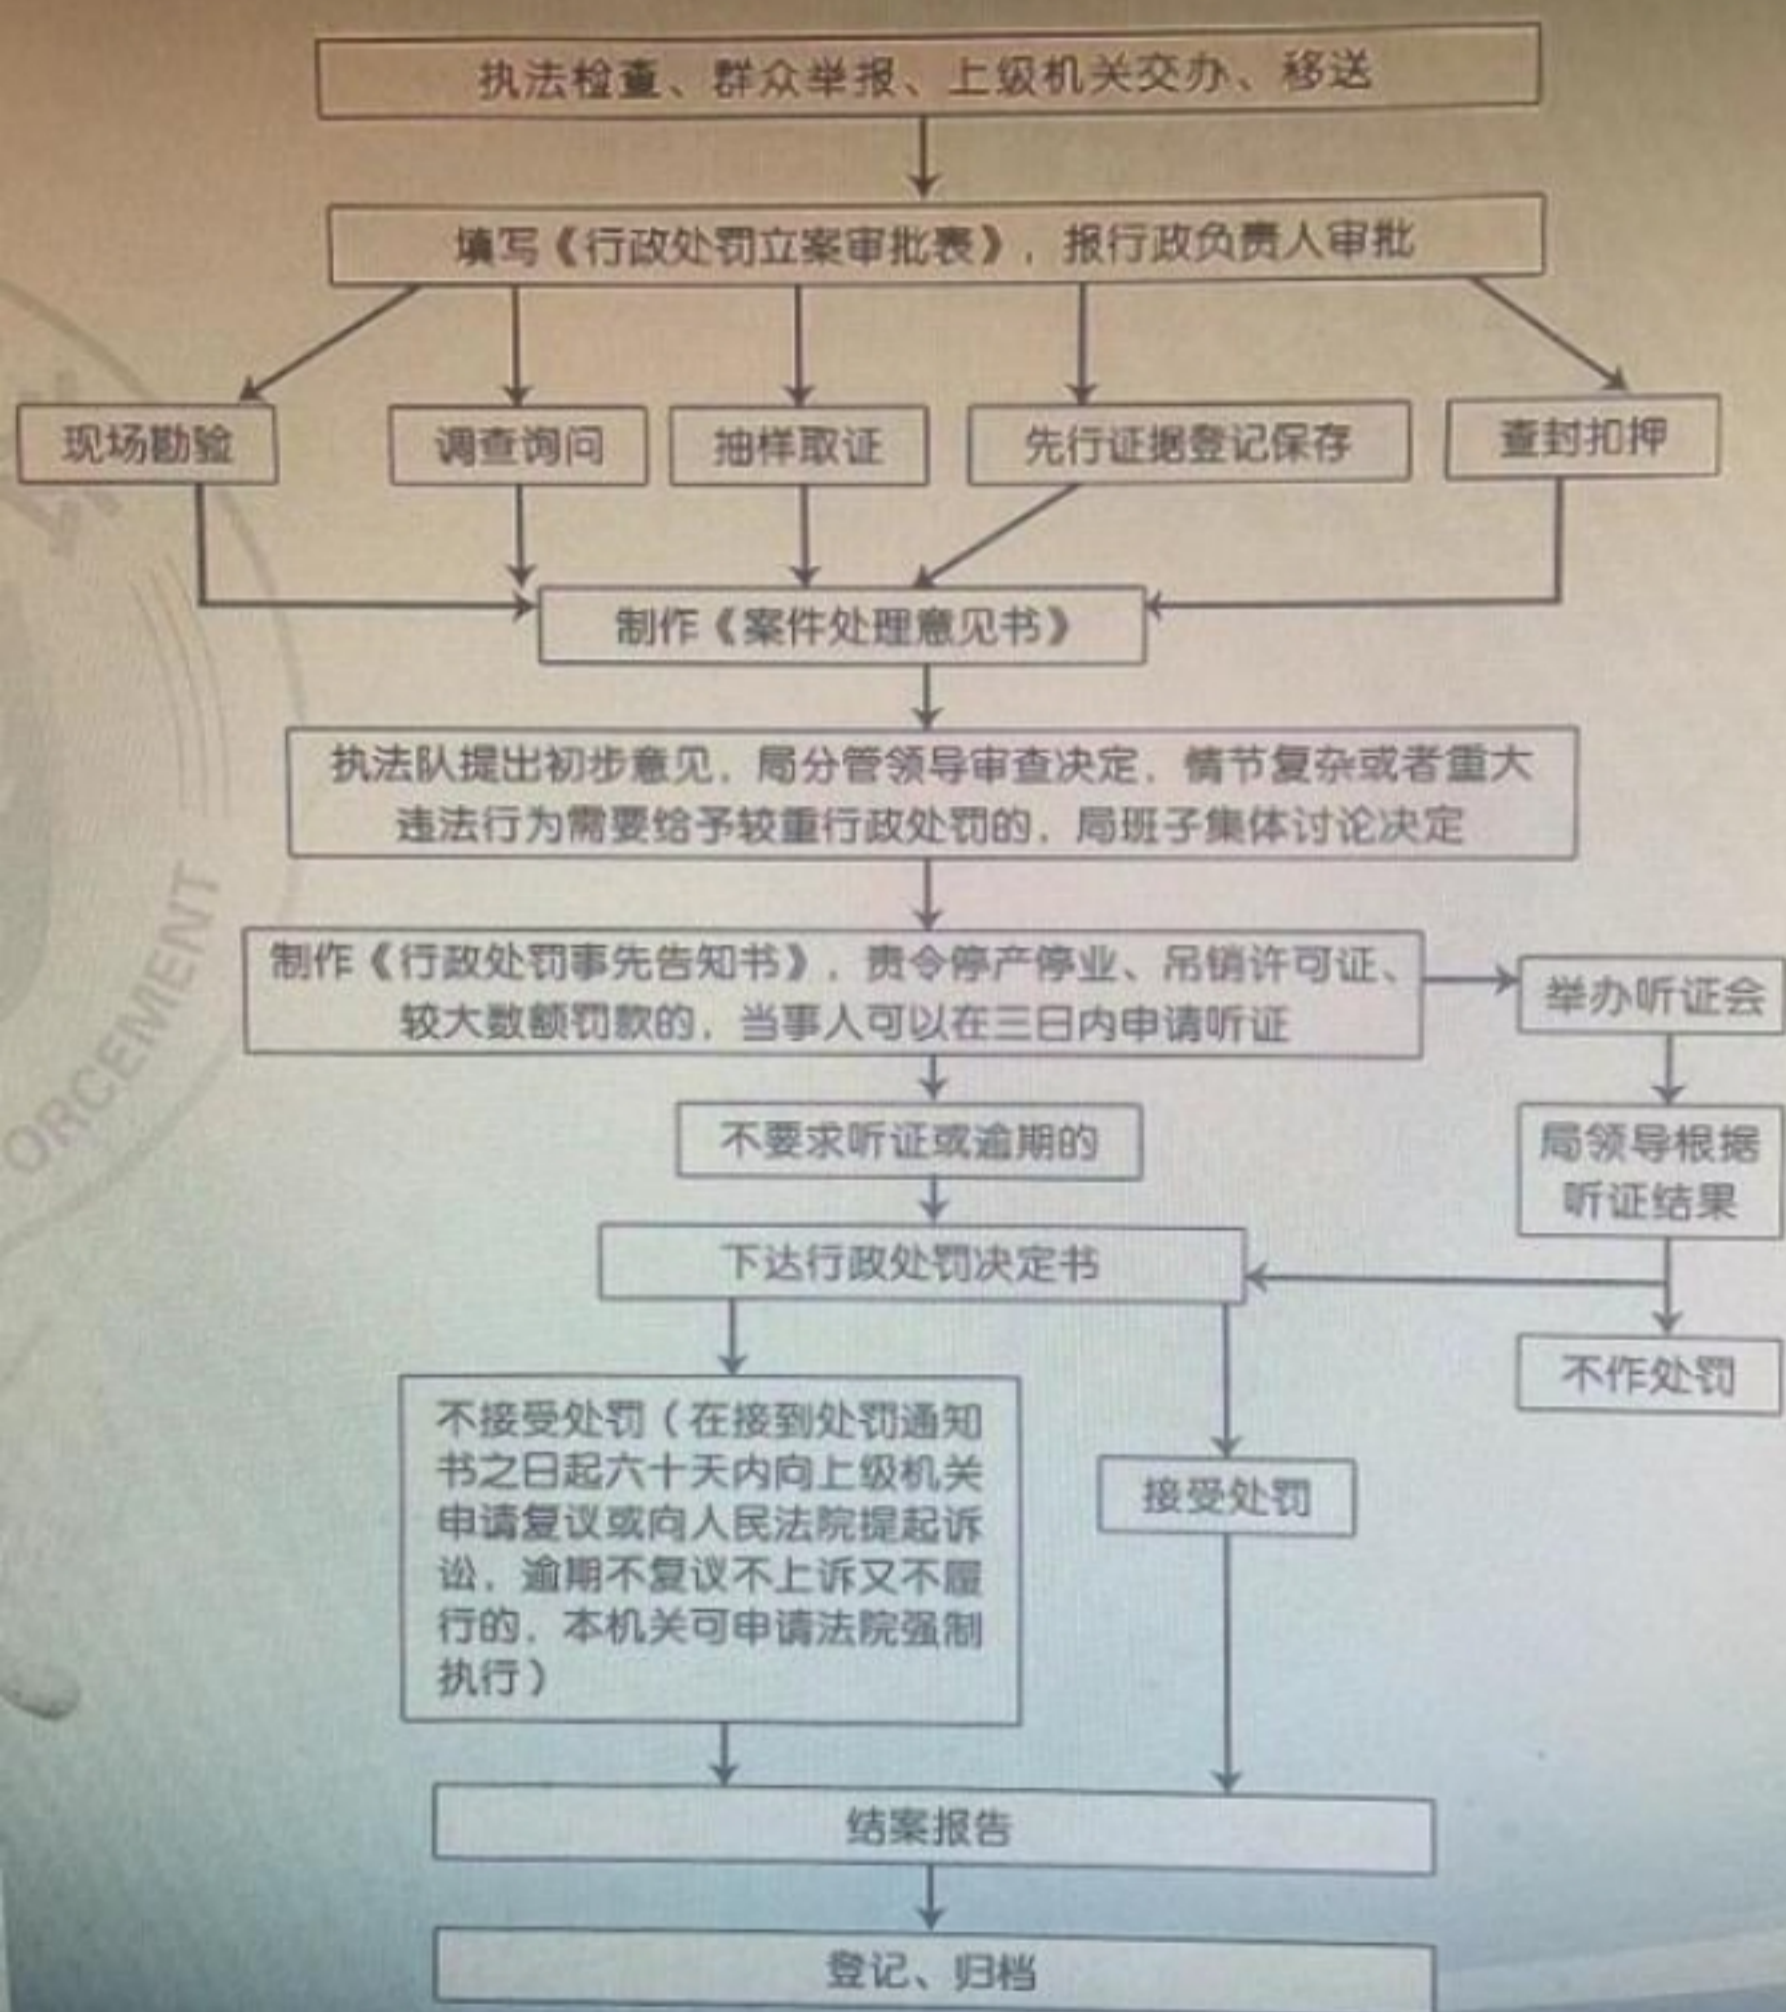 执法检查、群众举报、上级机关交办、移送
填写《行政处罚立案审批表》，报行政负责人审批
现场勘验
调查询问
抽样取证
先行证据登记保存
查封扣押
制作《案件处理意见书》
执法队提出初步意见，局分管领导审查决定，情节复杂或者重大
违法行为需要给予较重行政处罚的，局班子集体讨论决定
制作《行政处罚事先告知书》，责令停产停业、吊销许可证、
较大数额罚款的，当事人可以在三日内申请听证
举办听证会
不要求听证或逾期的
局领导根据
听证结果
下达行政处罚决定书
不作处罚
不接受处罚（在接到处罚通知
书之日起六十天内向上级机关
申请复议或向人民法院提起诉
讼，逾期不复议不上诉又不履
行的，本机关可申请法院强制
执行）
接受处罚
结案报告
登记、归档
ORCEMENT